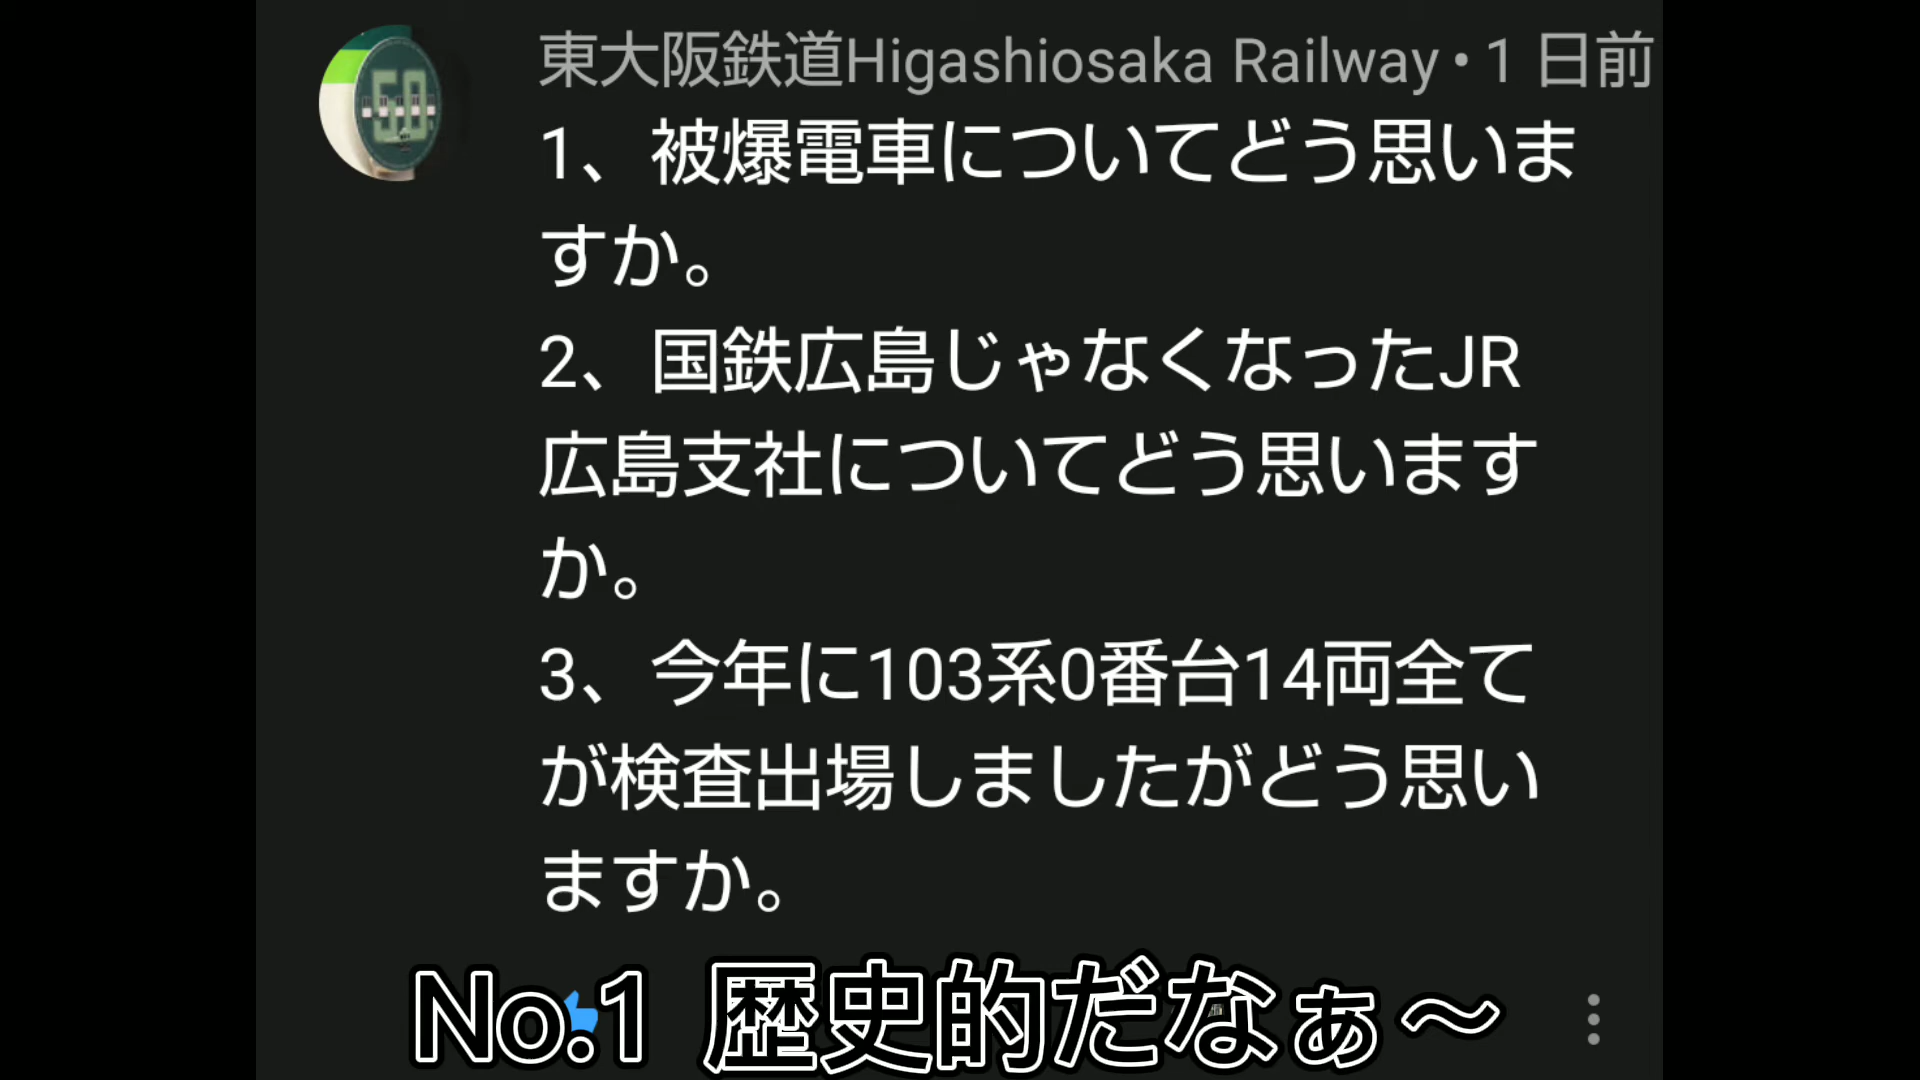 東大阪鉄道Higashiosaka Railway • 1 日前
1、被爆電車についてどう思いま
すか。
2、国鉄広島じゃなくなったJR
広島支社についてどう思います
か。
3、今年に103系0番台14両全て
が検査出場しましたがどう思い
ますか。
No.1 歴史的だなぁ～